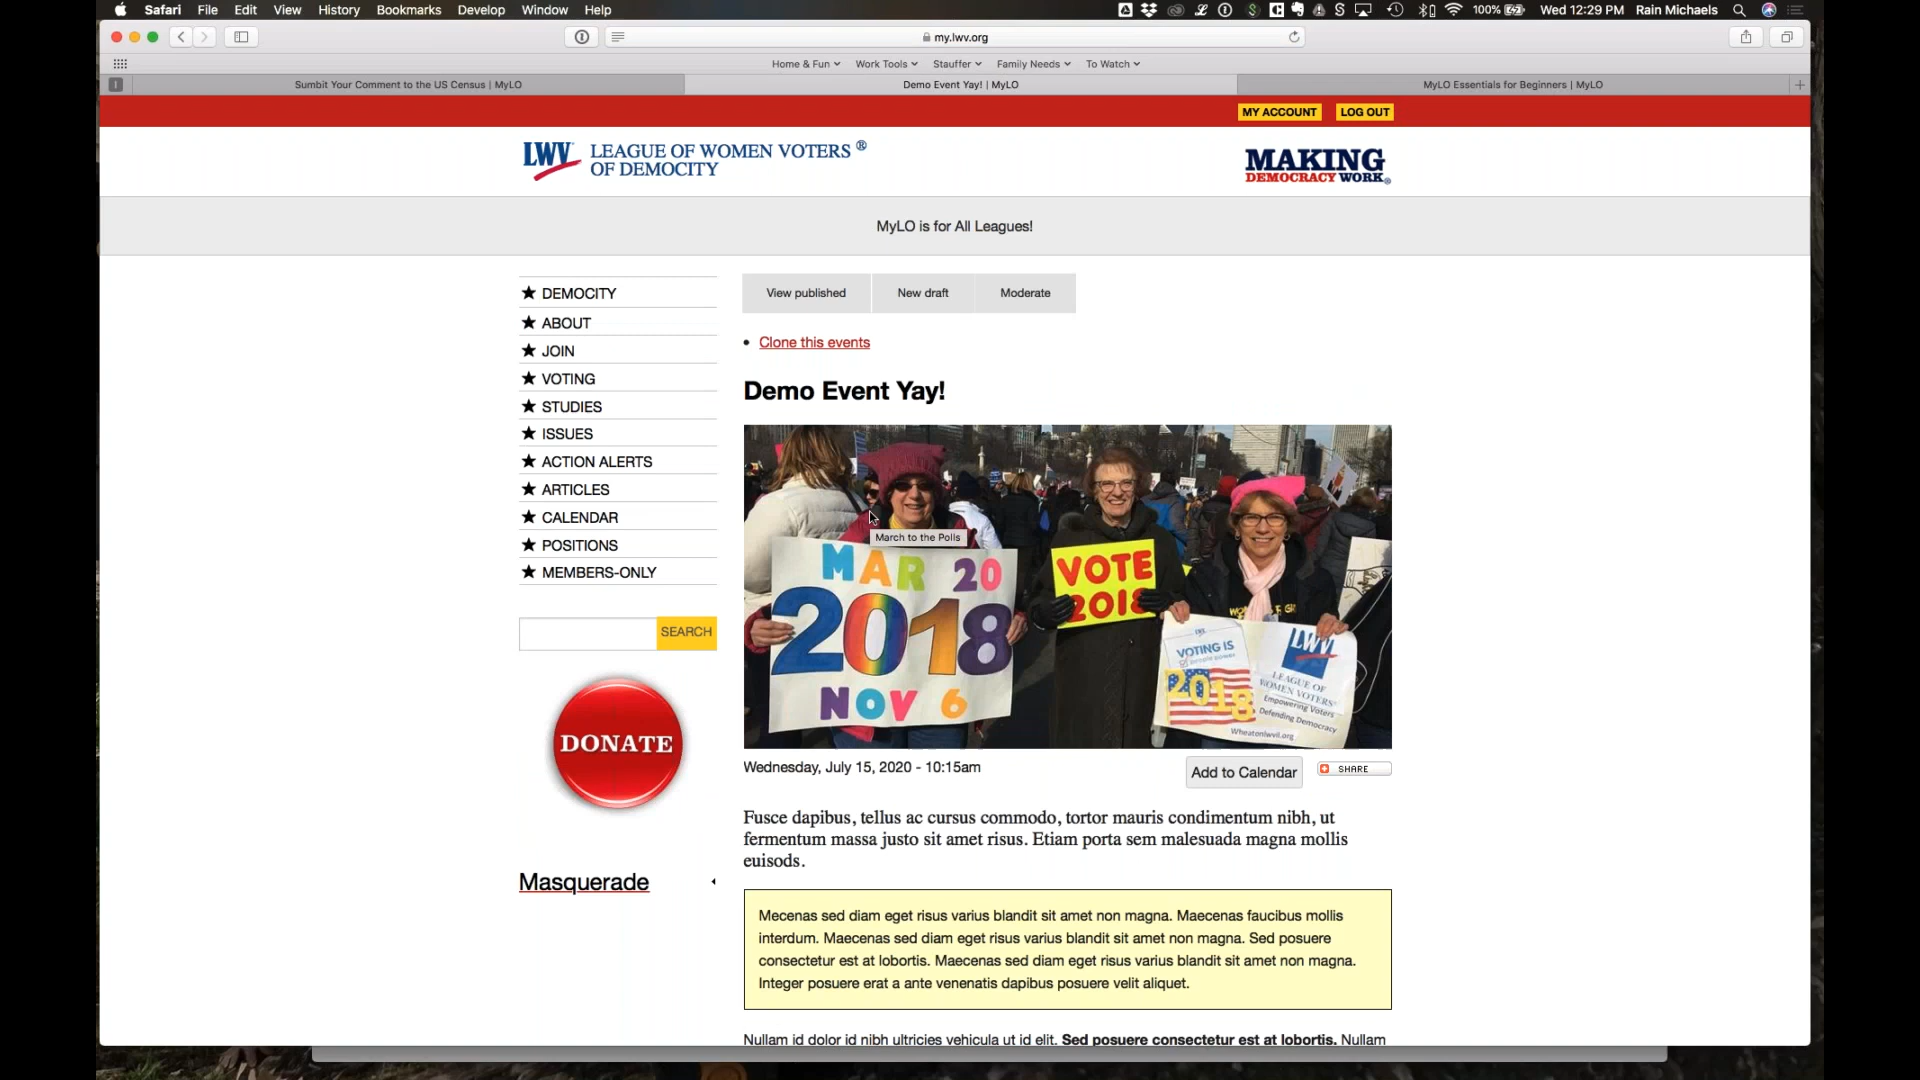 Safari File Edit View History Bookmarks Develop Window Help
100% Wed 12:29 PM Rain Michaels
my.lwv.org
Home & Fun Work Tools Stauffer Family Needs To Watch
Sumbit Your Comment to the US Census | MyLO
Demo Event Yay! | MyLO
MyLO Essentials for Beginners | MyLO
MY ACCOUNT
LOG OUT
LWV LEAGUE OF WOMEN VOTERS ®
OF DEMOCITY
MAKING
DEMOCRACY WORK®
MyLO is for All Leagues!
DEMOCITY
ABOUT
JOIN
VOTING
STUDIES
ISSUES
ACTION ALERTS
ARTICLES
CALENDAR
POSITIONS
MEMBERS-ONLY
SEARCH
DONATE
Masquerade
View published
New draft
Moderate
Clone this events
Demo Event Yay!
March to the Polls
MAR 20
2018
NOV 6
VOTE
2018
VOTING IS
2018
LWV
LEAGUE OF
WOMEN VOTERS
Empowering Voters
Defending Democracy
Wheatonlwvil.org
Wednesday, July 15, 2020 - 10:15am
Add to Calendar
SHARE
Fusce dapibus, tellus ac cursus commodo, tortor mauris condimentum nibh, ut
fermentum massa justo sit amet risus. Etiam porta sem malesuada magna mollis
euisods.
Mecenas sed diam eget risus varius blandit sit amet non magna. Maecenas faucibus mollis
interdum. Maecenas sed diam eget risus varius blandit sit amet non magna. Sed posuere
consectetur est at lobortis. Maecenas sed diam eget risus varius blandit sit amet non magna.
Integer posuere erat a ante venenatis dapibus posuere velit aliquet.
Nullam id dolor id nibh ultricies vehicula ut id elit. Sed posuere consectetur est at lobortis. Nullam